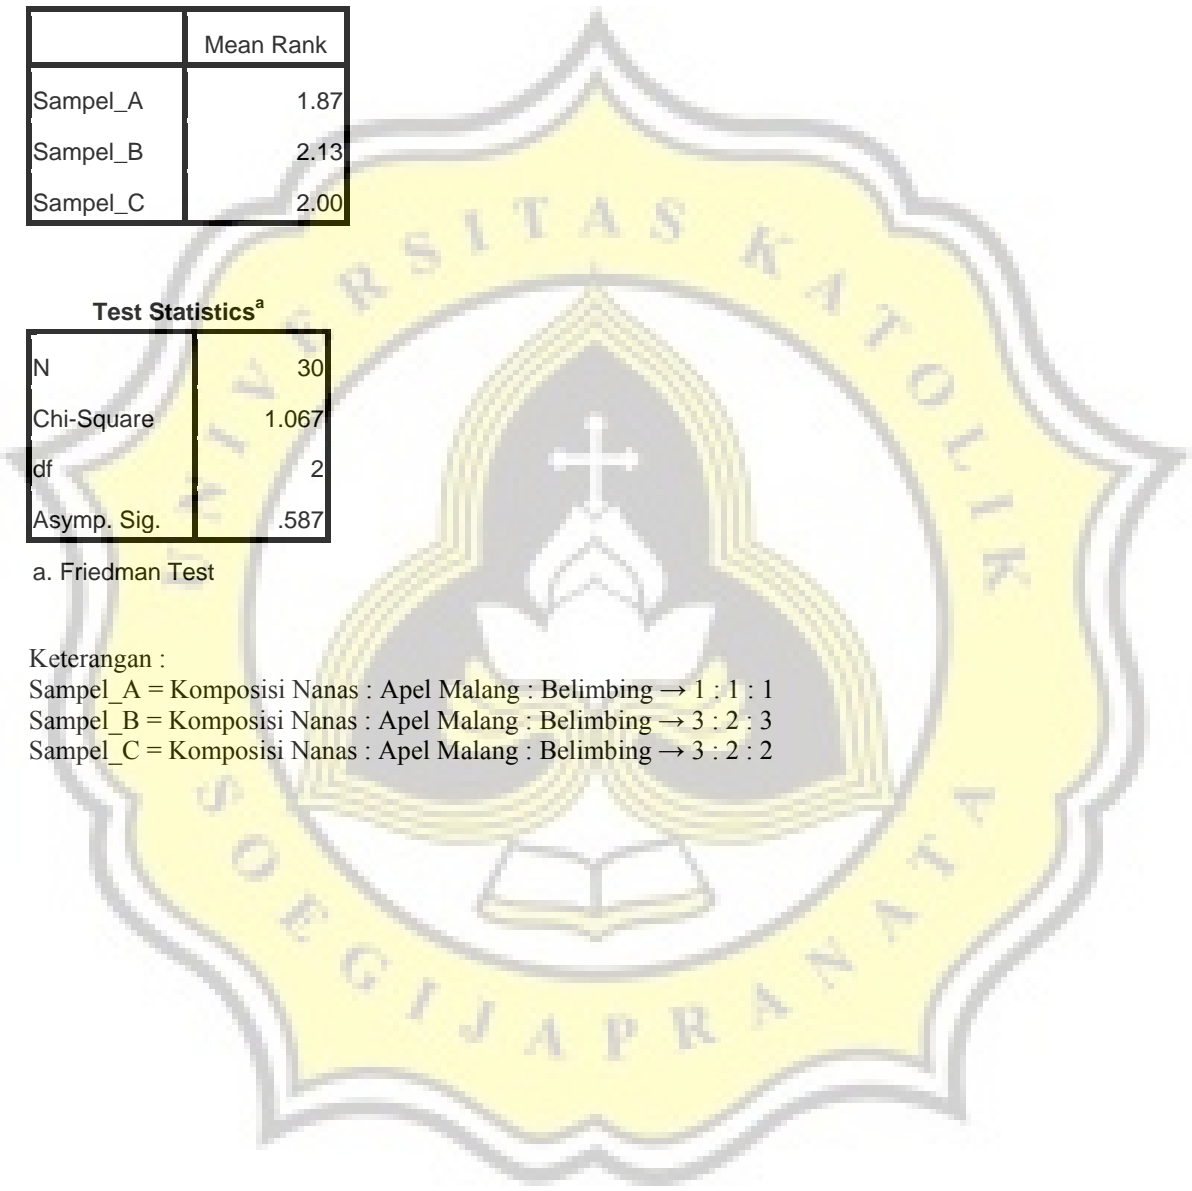 Mean Rank
Sampel_A 1.87
Sampel_B 2.13
Sampel_C 2.00
Test Statisticsª
N 30
Chi-Square 1.067
df 2
Asymp. Sig. .587
a. Friedman Test
Keterangan :
Sampel_A = Komposisi Nanas : Apel Malang : Belimbing → 1 : 1 : 1
Sampel_B = Komposisi Nanas : Apel Malang : Belimbing → 3 : 2 : 3
Sampel_C = Komposisi Nanas : Apel Malang : Belimbing → 3 : 2 : 2
UNIVERSITAS KATOLIK
SOEGIJAPRANATA